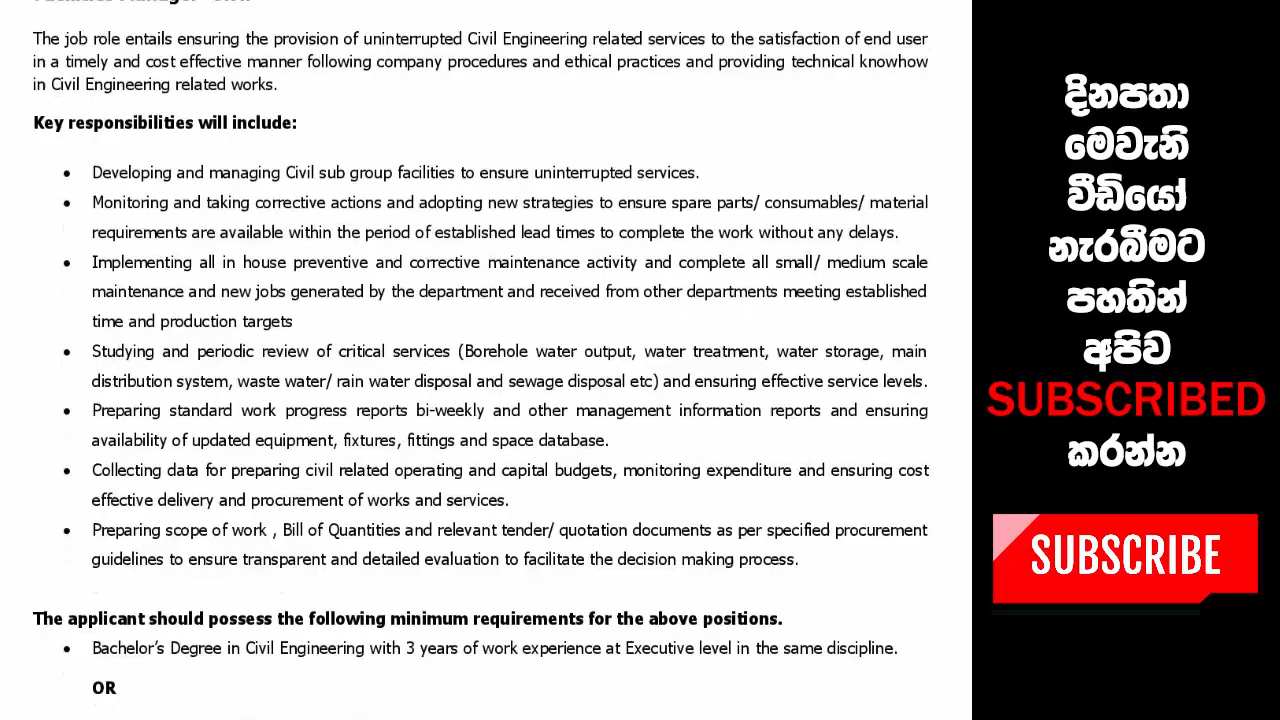 The job role entails ensuring the provision of uninterrupted Civil Engineering related services to the satisfaction of end user
in a timely and cost effective manner following company procedures and ethical practices and providing technical knowhow
in Civil Engineering related works.
Key responsibilities will include:
• Developing and managing Civil sub group facilities to ensure uninterrupted services.
• Monitoring and taking corrective actions and adopting new strategies to ensure spare parts/ consumables/ material
requirements are available within the period of established lead times to complete the work without any delays.
• Implementing all in house preventive and corrective maintenance activity and complete all small/ medium scale
maintenance and new jobs generated by the department and received from other departments meeting established
time and production targets
• Studying and periodic review of critical services (Borehole water output, water treatment, water storage, main
distribution system, waste water/ rain water disposal and sewage disposal etc) and ensuring effective service levels.
• Preparing standard work progress reports bi-weekly and other management information reports and ensuring
availability of updated equipment, fixtures, fittings and space database.
• Collecting data for preparing civil related operating and capital budgets, monitoring expenditure and ensuring cost
effective delivery and procurement of works and services.
• Preparing scope of work , Bill of Quantities and relevant tender/ quotation documents as per specified procurement
guidelines to ensure transparent and detailed evaluation to facilitate the decision making process.
The applicant should possess the following minimum requirements for the above positions.
• Bachelor’s Degree in Civil Engineering with 3 years of work experience at Executive level in the same discipline.
OR
දිනපතා
මෙවැනි
වීඩියෝ
නැරබීමට
පහතින්
අපිව
SUBSCRIBED
කරන්න
SUBSCRIBE